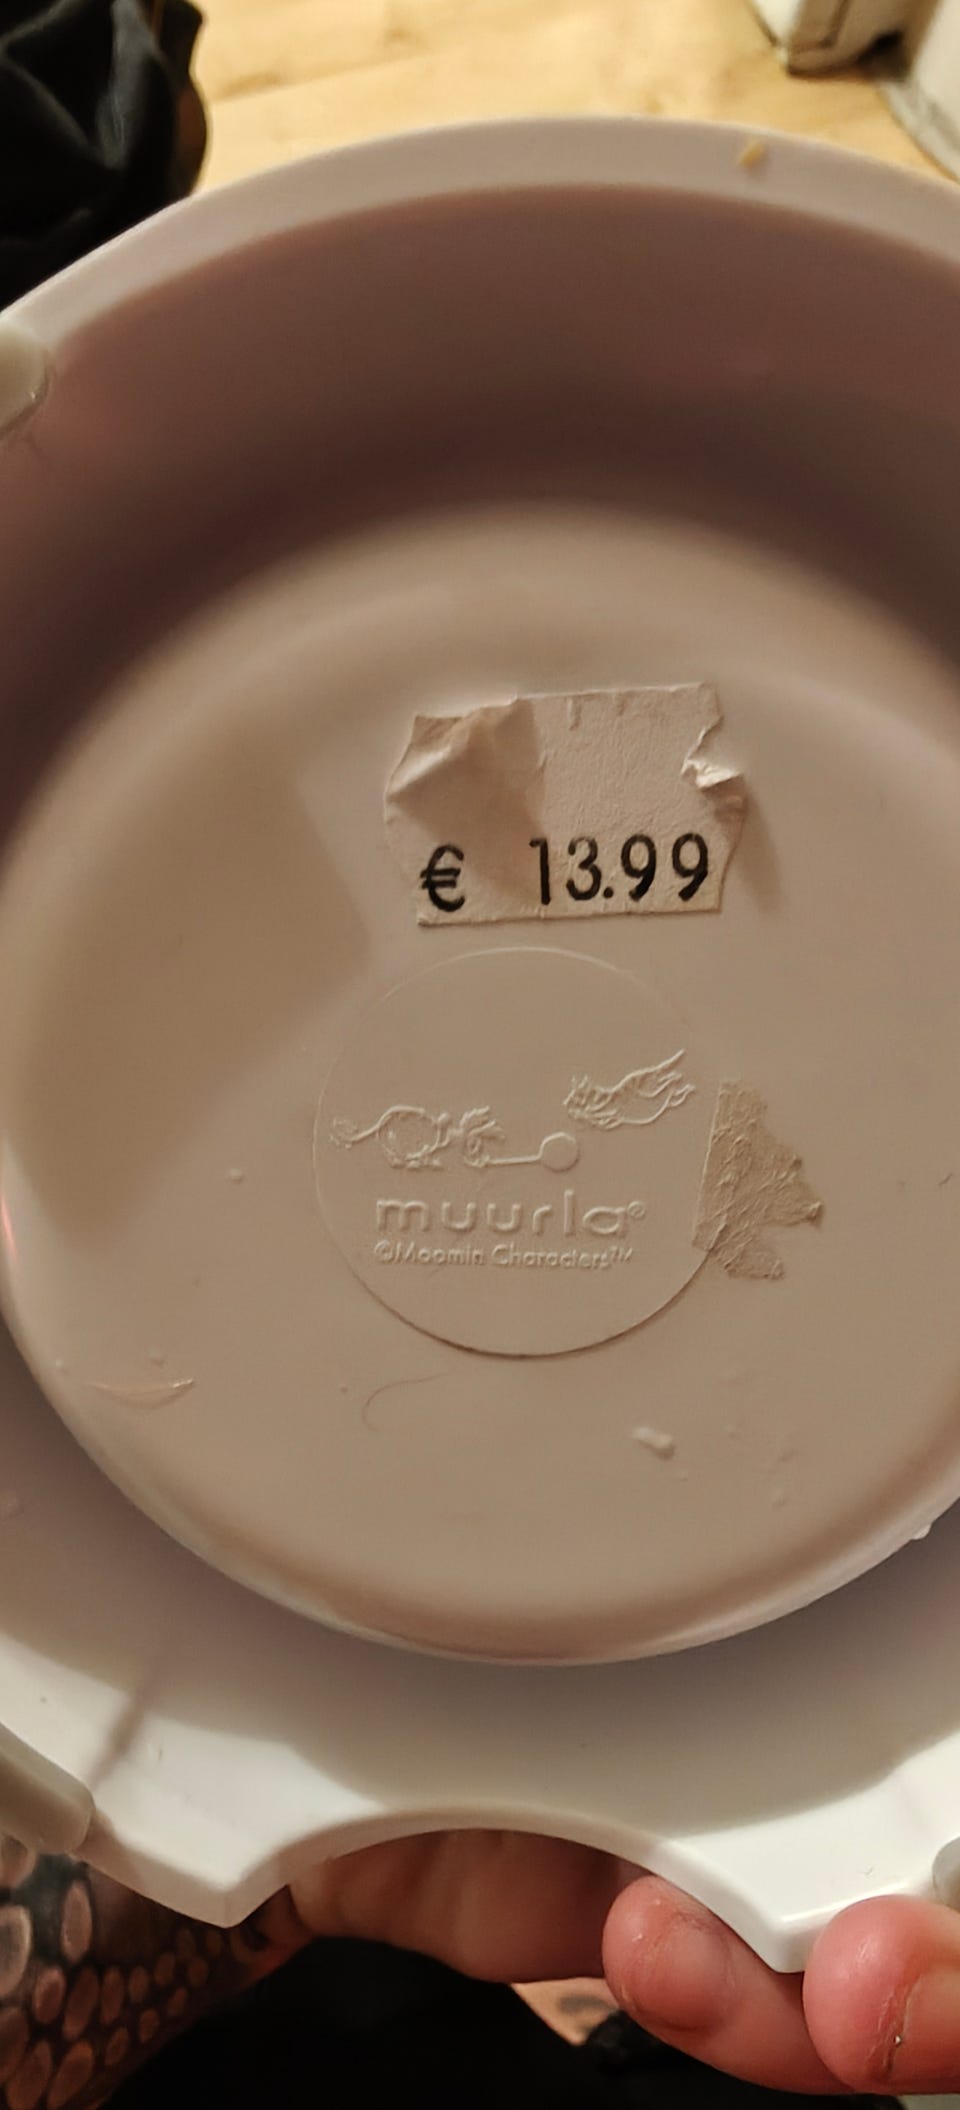 € 13.99
muurla®
©Moomin Characters™